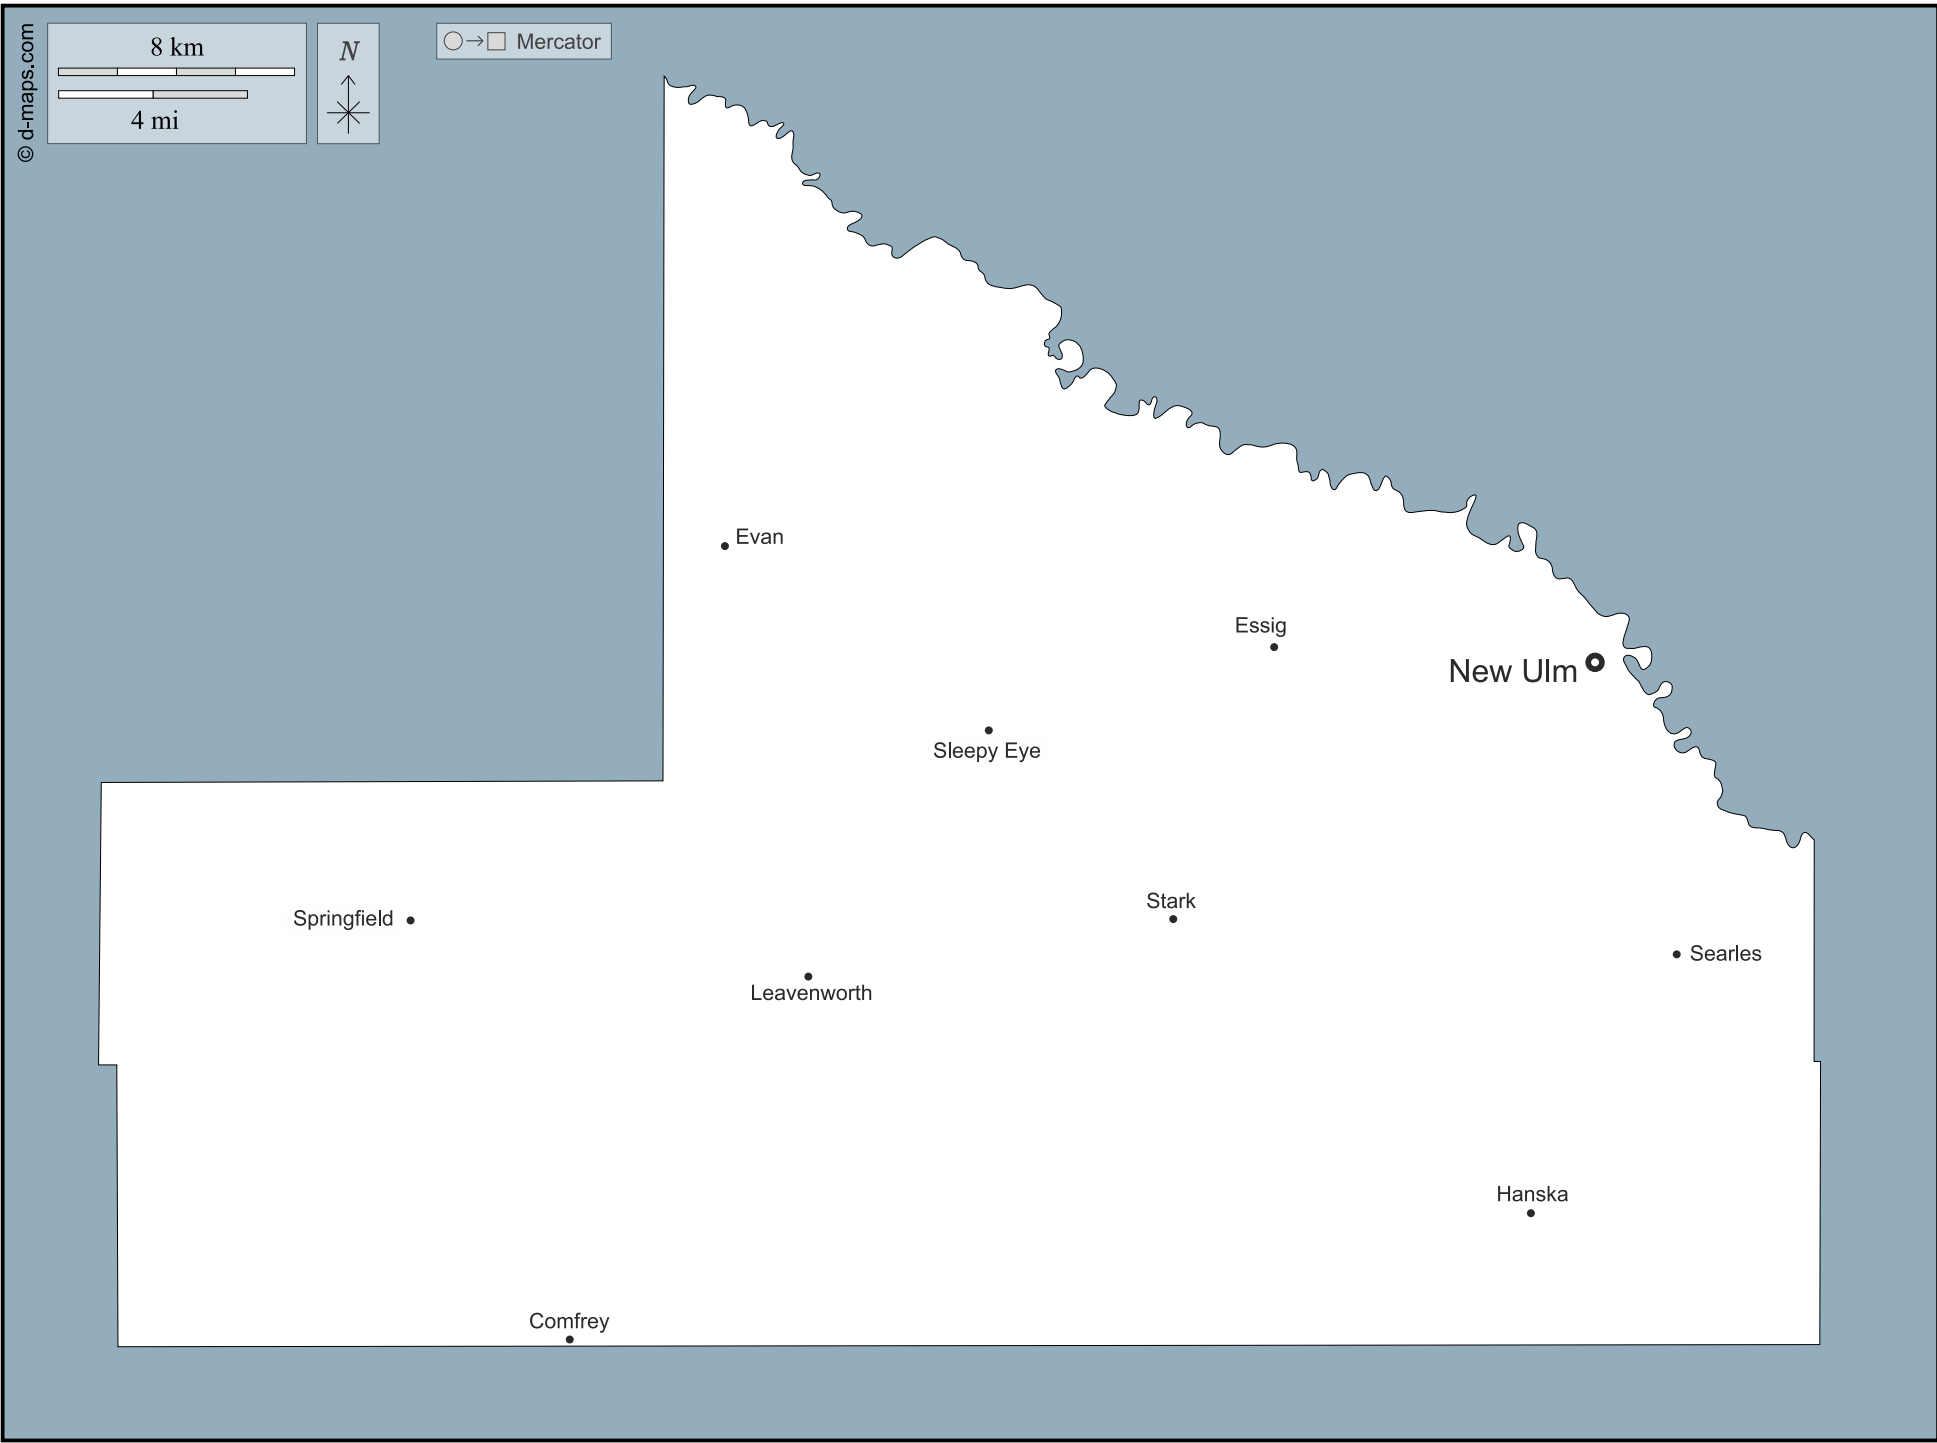 © d-maps.com
8 km
4 mi
N
Mercator
Evan
Essig
New Ulm
Sleepy Eye
Springfield
Stark
Searles
Leavenworth
Hanska
Comfrey